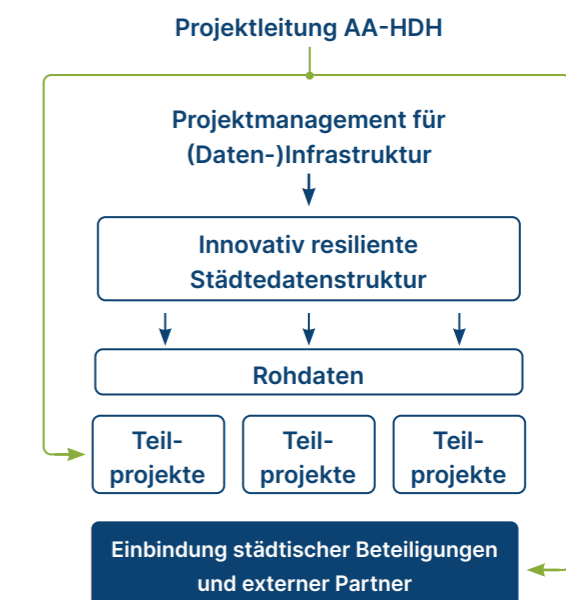 Projektleitung AA-HDH
Projektmanagement für
(Daten-)Infrastruktur
Innovativ resiliente
Städtedatenstruktur
Rohdaten
Teil-
projekte
Teil-
projekte
Teil-
projekte
Einbindung städtischer Beteiligungen
und externer Partner